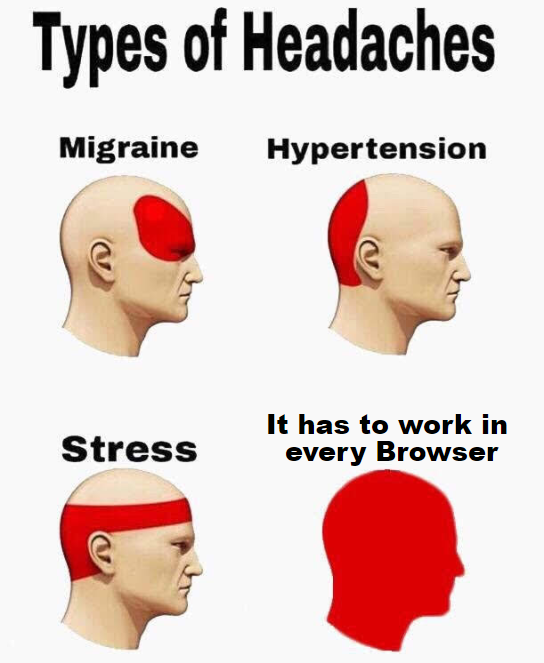 Types of Headaches
Migraine
Hypertension
Stress
It has to work in
every Browser